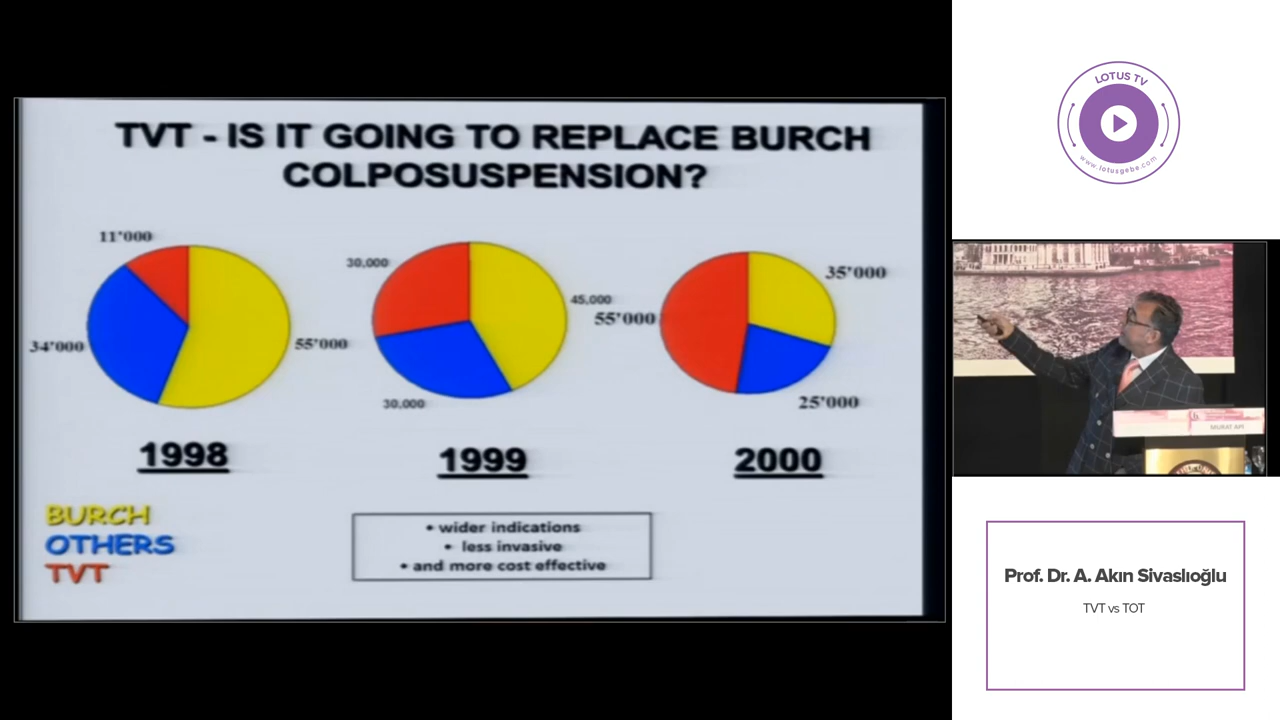 TVT - IS IT GOING TO REPLACE BURCH
COLPOSUSPENSION?
11'000
34'000
55'000
1998
30,000
45,000
30,000
1999
55'000
35'000
25'000
2000
BURCH
OTHERS
TVT
• wider indications
• less invasive
• and more cost effective
LOTUS TV
www.lotusgebe.com
MURAT API
Prof. Dr. A. Akın Sivaslıoğlu
TVT vs TOT